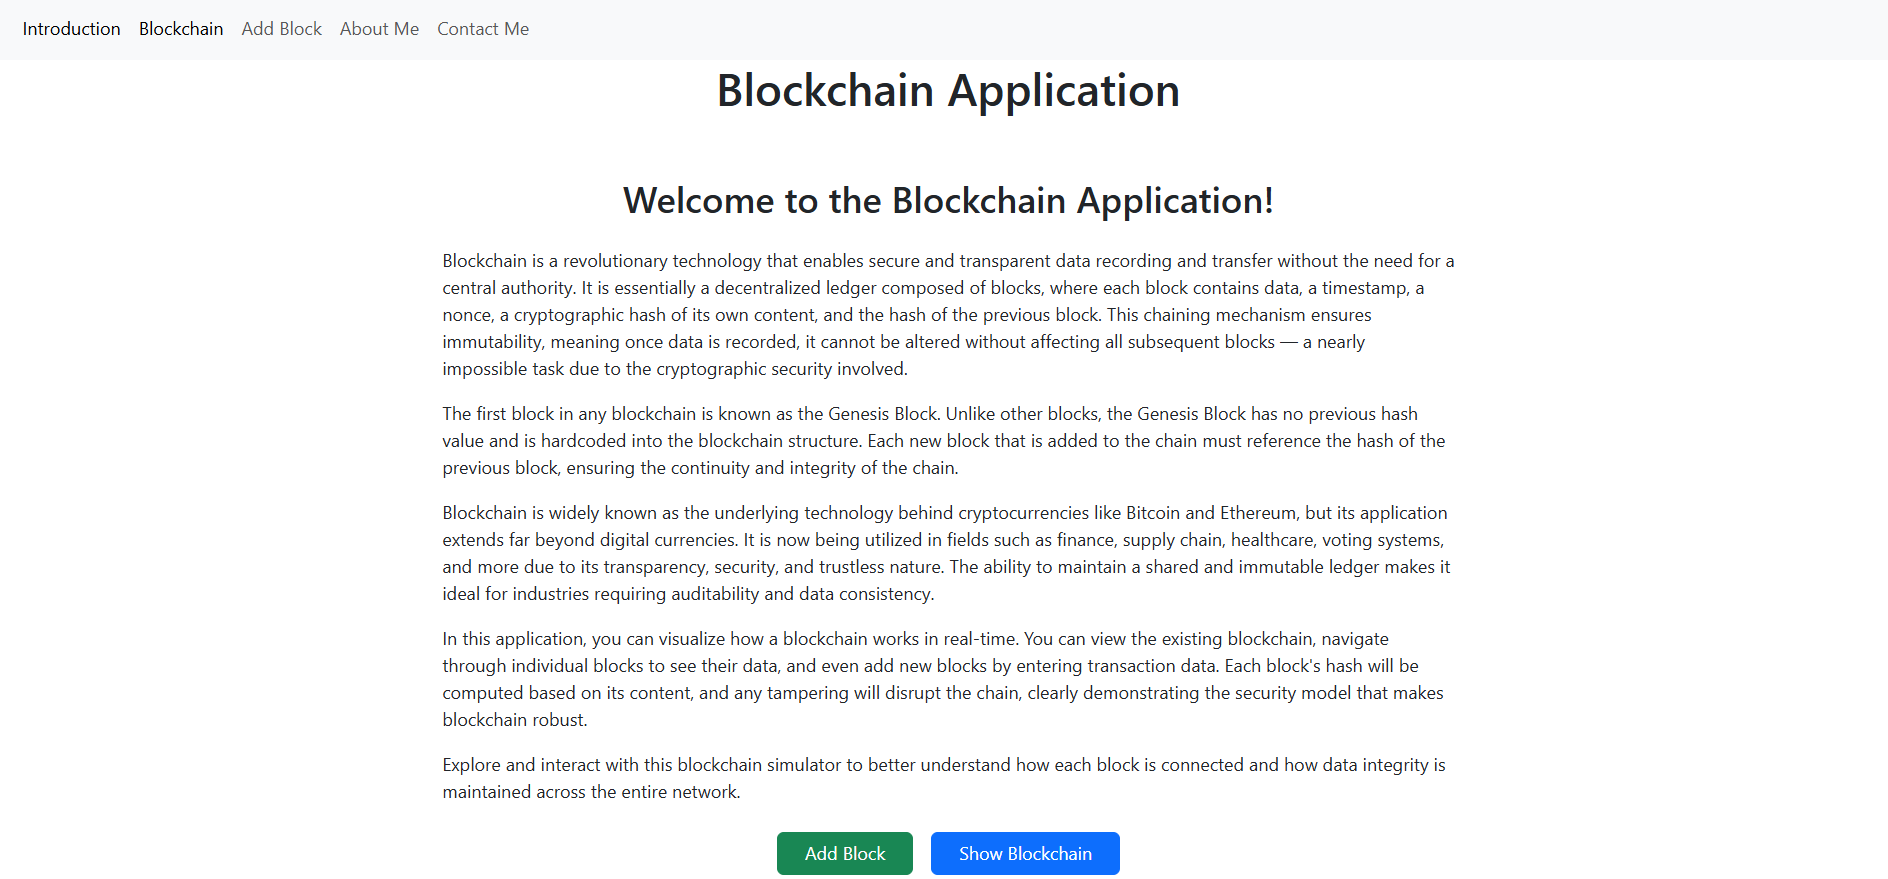 Introduction Blockchain Add Block About Me Contact Me
Blockchain Application
Welcome to the Blockchain Application!
Blockchain is a revolutionary technology that enables secure and transparent data recording and transfer without the need for a
central authority. It is essentially a decentralized ledger composed of blocks, where each block contains data, a timestamp, a
nonce, a cryptographic hash of its own content, and the hash of the previous block. This chaining mechanism ensures
immutability, meaning once data is recorded, it cannot be altered without affecting all subsequent blocks — a nearly
impossible task due to the cryptographic security involved.
The first block in any blockchain is known as the Genesis Block. Unlike other blocks, the Genesis Block has no previous hash
value and is hardcoded into the blockchain structure. Each new block that is added to the chain must reference the hash of the
previous block, ensuring the continuity and integrity of the chain.
Blockchain is widely known as the underlying technology behind cryptocurrencies like Bitcoin and Ethereum, but its application
extends far beyond digital currencies. It is now being utilized in fields such as finance, supply chain, healthcare, voting systems,
and more due to its transparency, security, and trustless nature. The ability to maintain a shared and immutable ledger makes it
ideal for industries requiring auditability and data consistency.
In this application, you can visualize how a blockchain works in real-time. You can view the existing blockchain, navigate
through individual blocks to see their data, and even add new blocks by entering transaction data. Each block's hash will be
computed based on its content, and any tampering will disrupt the chain, clearly demonstrating the security model that makes
blockchain robust.
Explore and interact with this blockchain simulator to better understand how each block is connected and how data integrity is
maintained across the entire network.
Add Block Show Blockchain